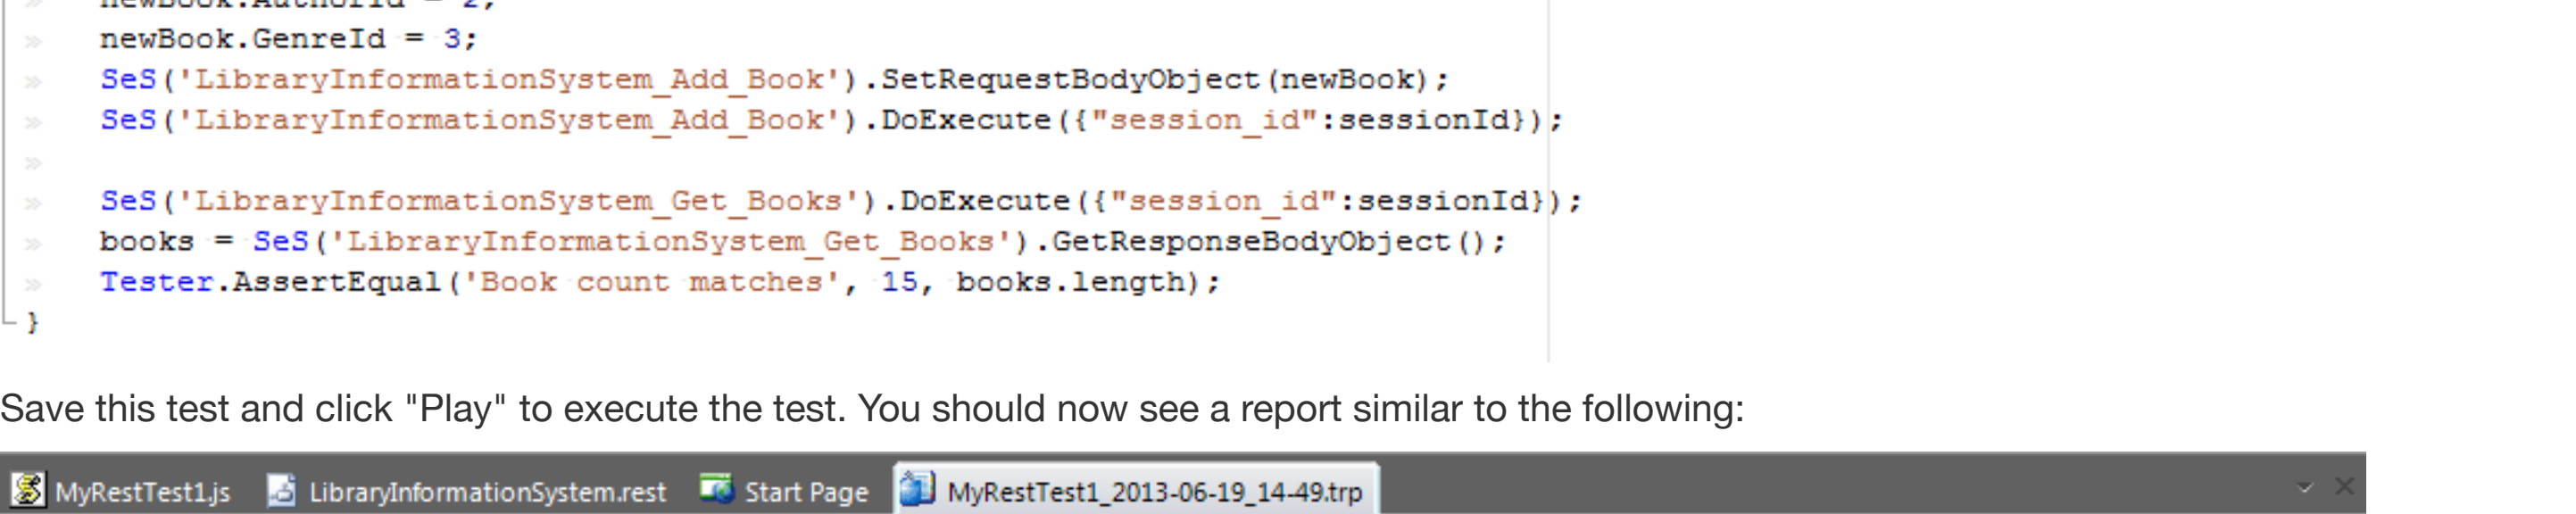 newBook.AuthorId = 2;
newBook.GenreId = 3;
SeS('LibraryInformationSystem_Add_Book').SetRequestBodyObject(newBook);
SeS('LibraryInformationSystem_Add_Book').DoExecute({"session_id":sessionId});
SeS('LibraryInformationSystem_Get_Books').DoExecute({"session_id":sessionId});
books = SeS('LibraryInformationSystem_Get_Books').GetResponseBodyObject();
Tester.AssertEqual('Book count matches', 15, books.length);
}
Save this test and click "Play" to execute the test. You should now see a report similar to the following:
MyRestTest1.js LibraryInformationSystem.rest Start Page MyRestTest1_2013-06-19_14-49.trp